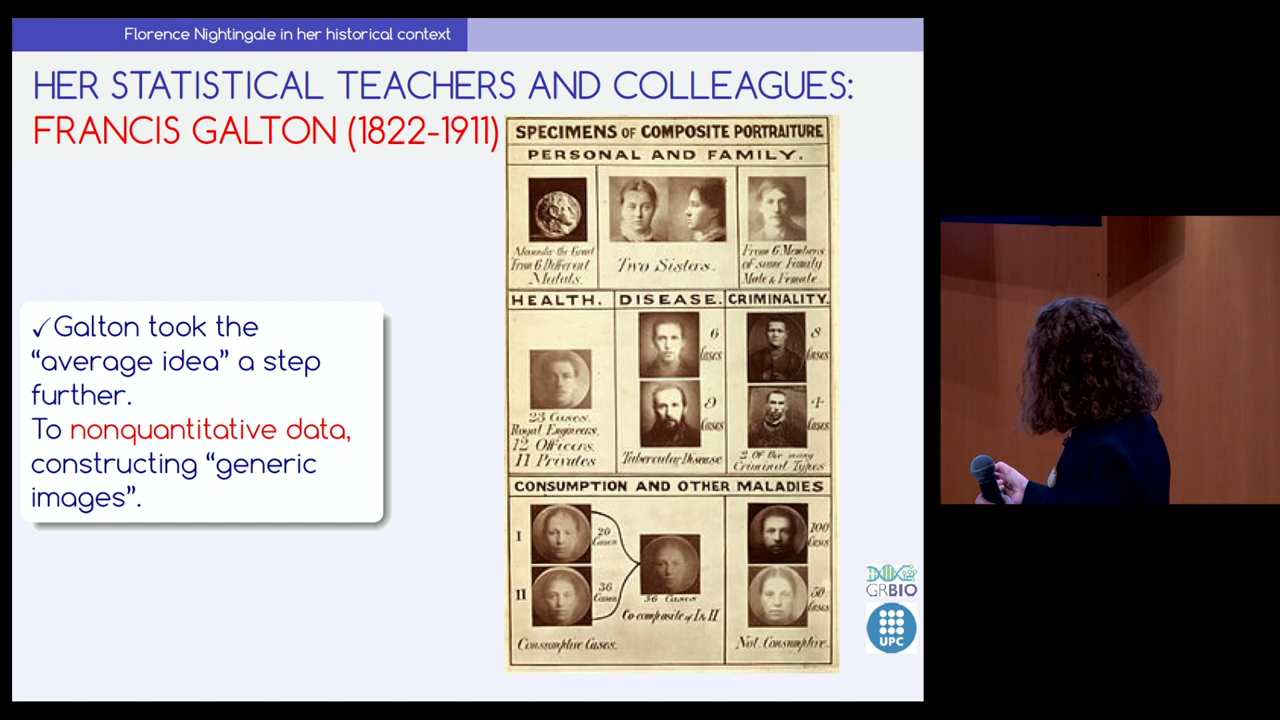 Florence Nightingale in her historical context
HER STATISTICAL TEACHERS AND COLLEAGUES:
FRANCIS GALTON (1822-1911)
✓Galton took the
“average idea” a step
further.
To nonquantitative data,
constructing “generic
images”.
SPECIMENS OF COMPOSITE PORTRAITURE
PERSONAL AND FAMILY.
Alexander the Great
From 6 Different
Medals.
Two Sisters.
From 6 Members
of same Family
Male & Female.
HEALTH.
DISEASE.
CRIMINALITY.
23 Cases.
Royal Engineers,
12 Officers,
11 Privates
6
Cases
9
Cases
Tubercular Disease
8
Cases
4
Cases
2 Of the many
Criminal Types
CONSUMPTION AND OTHER MALADIES
I
20
Cases
II
36
Cases
56 Cases
Co-composite of I & II
Consumptive Cases.
100
Cases
50
Cases
Not Consumptive.
GRBIO
UPC